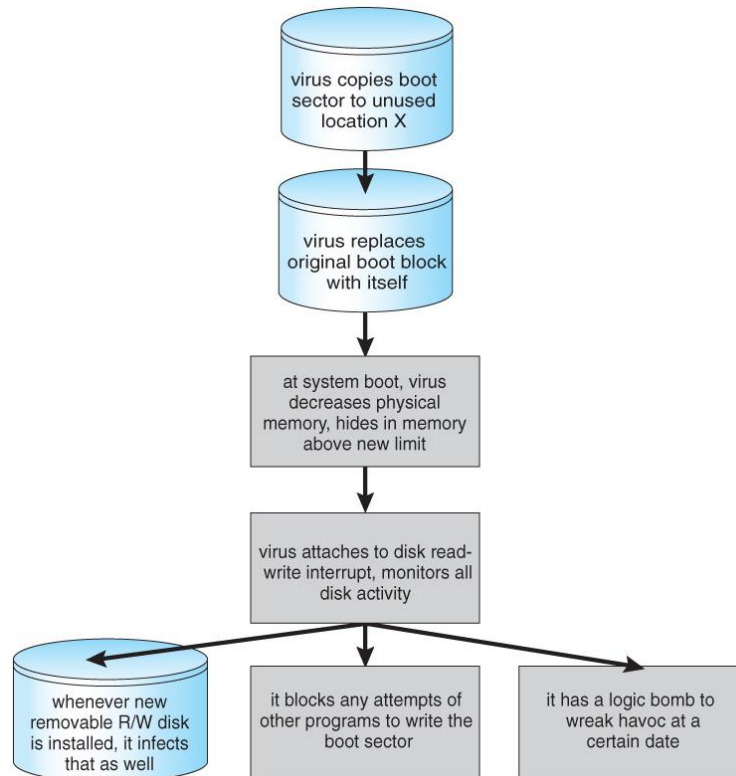 virus copies boot
sector to unused
location X
virus replaces
original boot block
with itself
at system boot, virus
decreases physical
memory, hides in memory
above new limit
virus attaches to disk read-
write interrupt, monitors all
disk activity
whenever new
removable R/W disk
is installed, it infects
that as well
it blocks any attempts of
other programs to write the
boot sector
it has a logic bomb to
wreak havoc at a
certain date